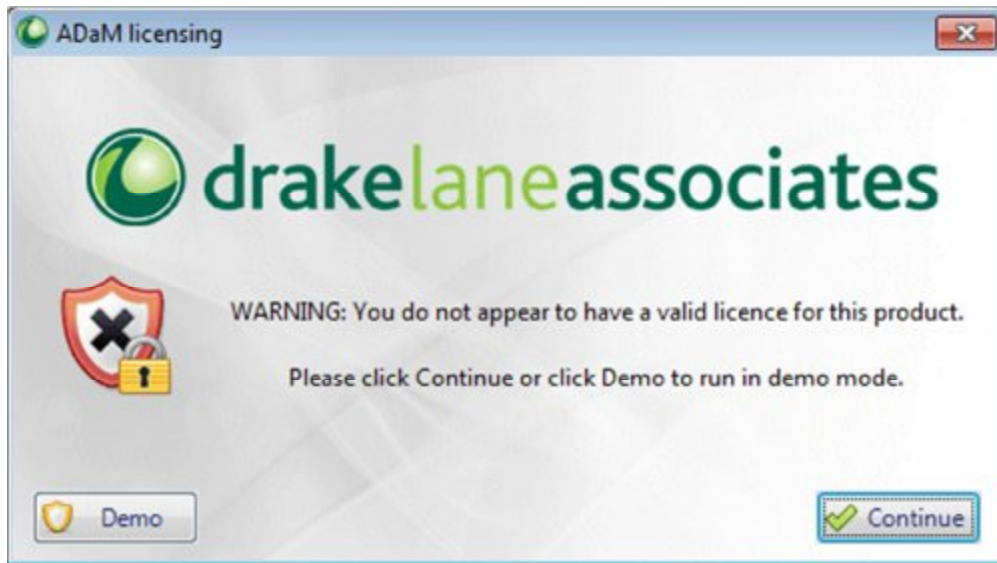 ADaM licensing
drakelaneassociates
WARNING: You do not appear to have a valid licence for this product.
Please click Continue or click Demo to run in demo mode.
Demo
Continue